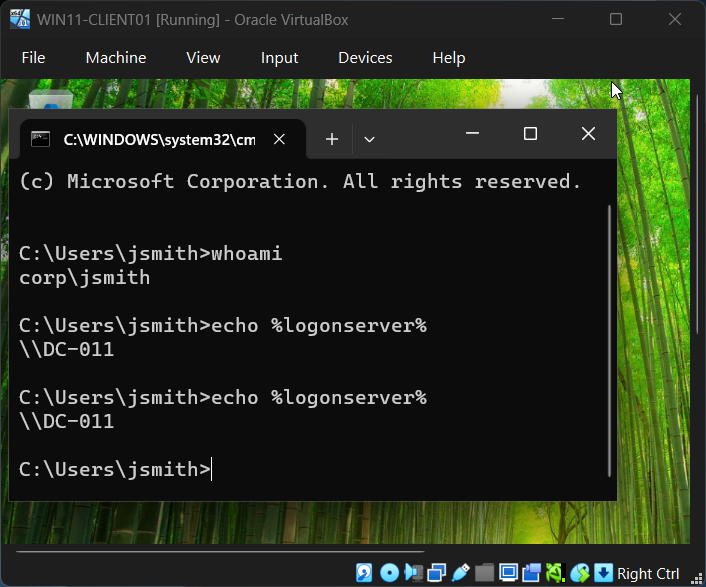 WIN11-CLIENT01 [Running] - Oracle VirtualBox
File Machine View Input Devices Help
C:\WINDOWS\system32\cm
(c) Microsoft Corporation. All rights reserved.
C:\Users\jsmith>whoami
corp\jsmith
C:\Users\jsmith>echo %logonserver%
\\DC-011
C:\Users\jsmith>echo %logonserver%
\\DC-011
C:\Users\jsmith>
Right Ctrl